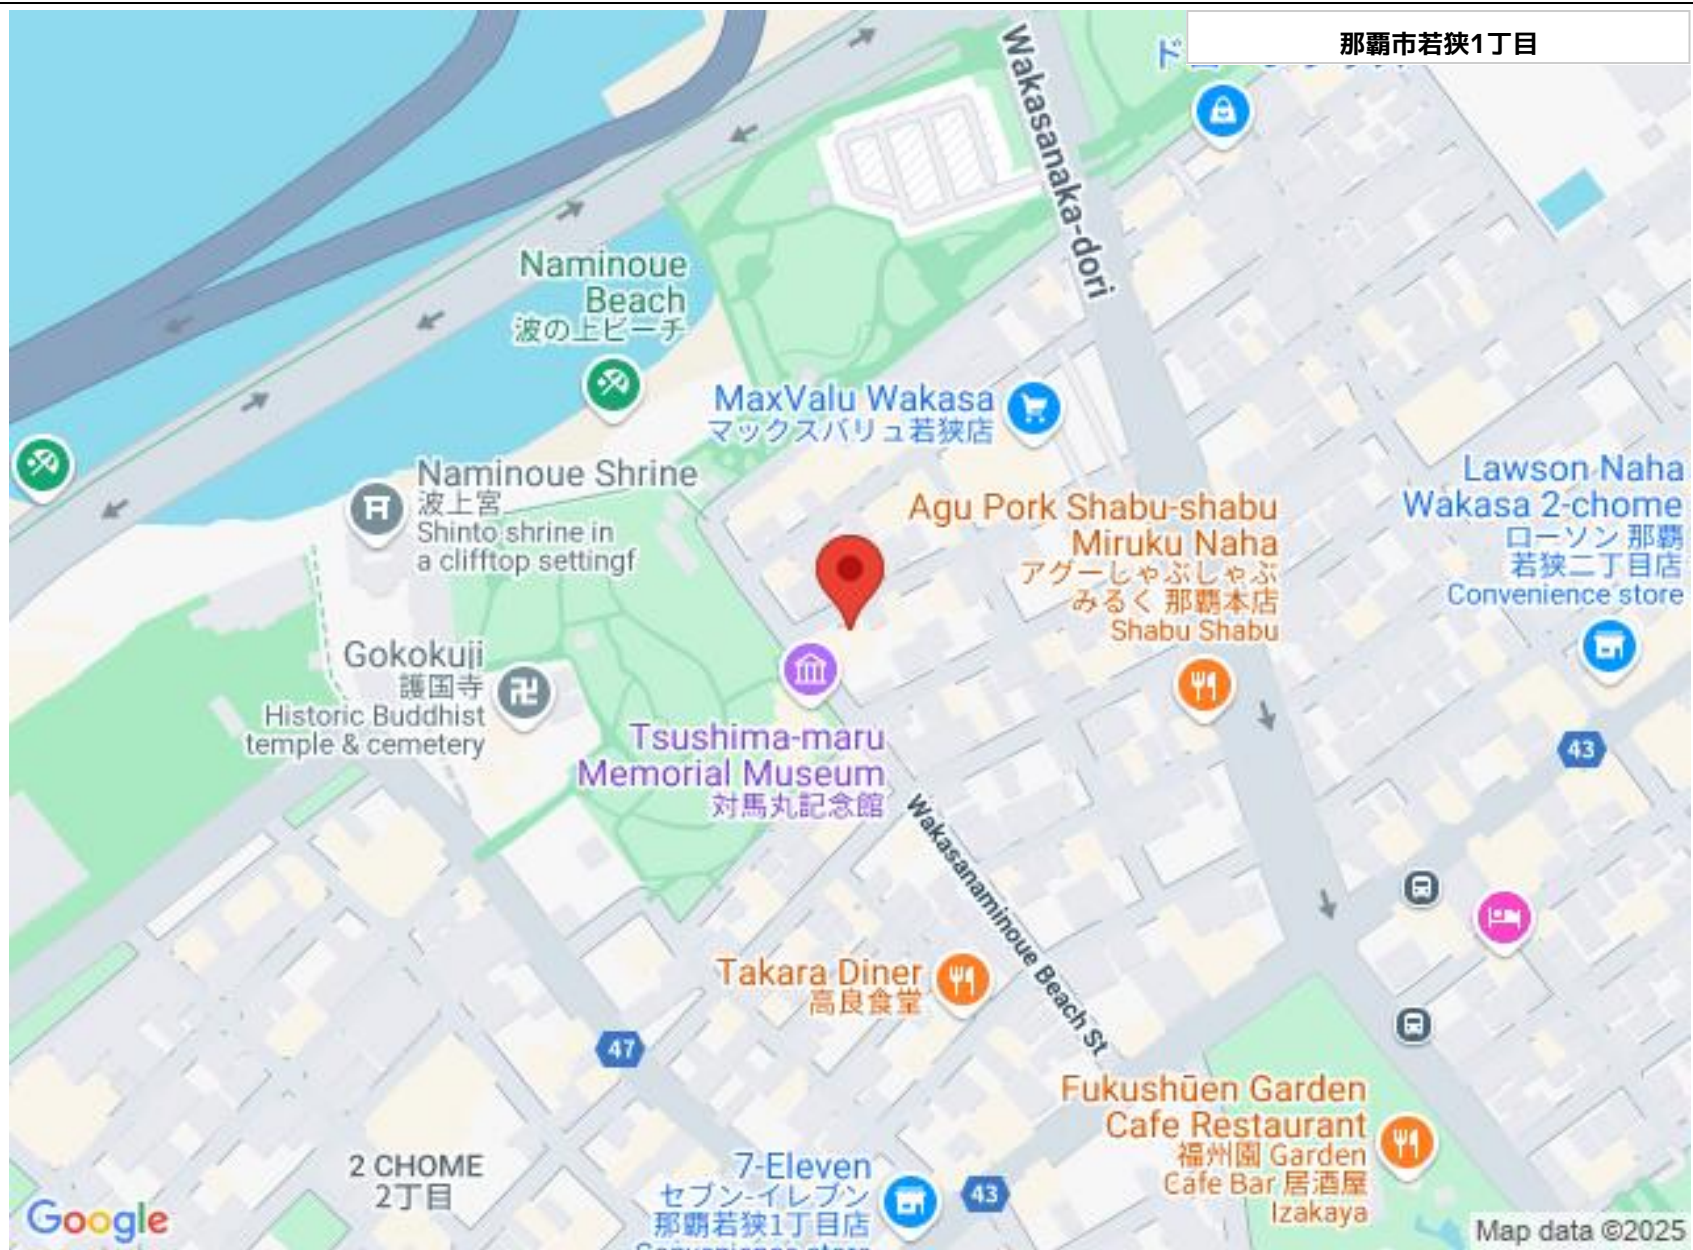 那覇市若狭1丁目
Wakasanaka-dori
Naminoue
Beach
波の上ビーチ
MaxValu Wakasa
マックスバリュ若狭店
Naminoue Shrine
波上宮
Shinto shrine in
a clifftop settingf
Agu Pork Shabu-shabu
Miruku Naha
アグーしゃぶしゃぶ
みるく 那覇本店
Shabu Shabu
Lawson Naha
Wakasa 2-chome
ローソン 那覇
若狭二丁目店
Convenience store
Gokokuji
護国寺
Historic Buddhist
temple & cemetery
Tsushima-maru
Memorial Museum
対馬丸記念館
43
Wakasanaminoue Beach St
Takara Diner
高良食堂
47
Fukushūen Garden
Cafe Restaurant
福州園 Garden
Cafe Bar 居酒屋
Izakaya
2 CHOME
2丁目
7-Eleven
セブン-イレブン
那覇若狭1丁目店
Convenience store
43
Google
Map data ©2025